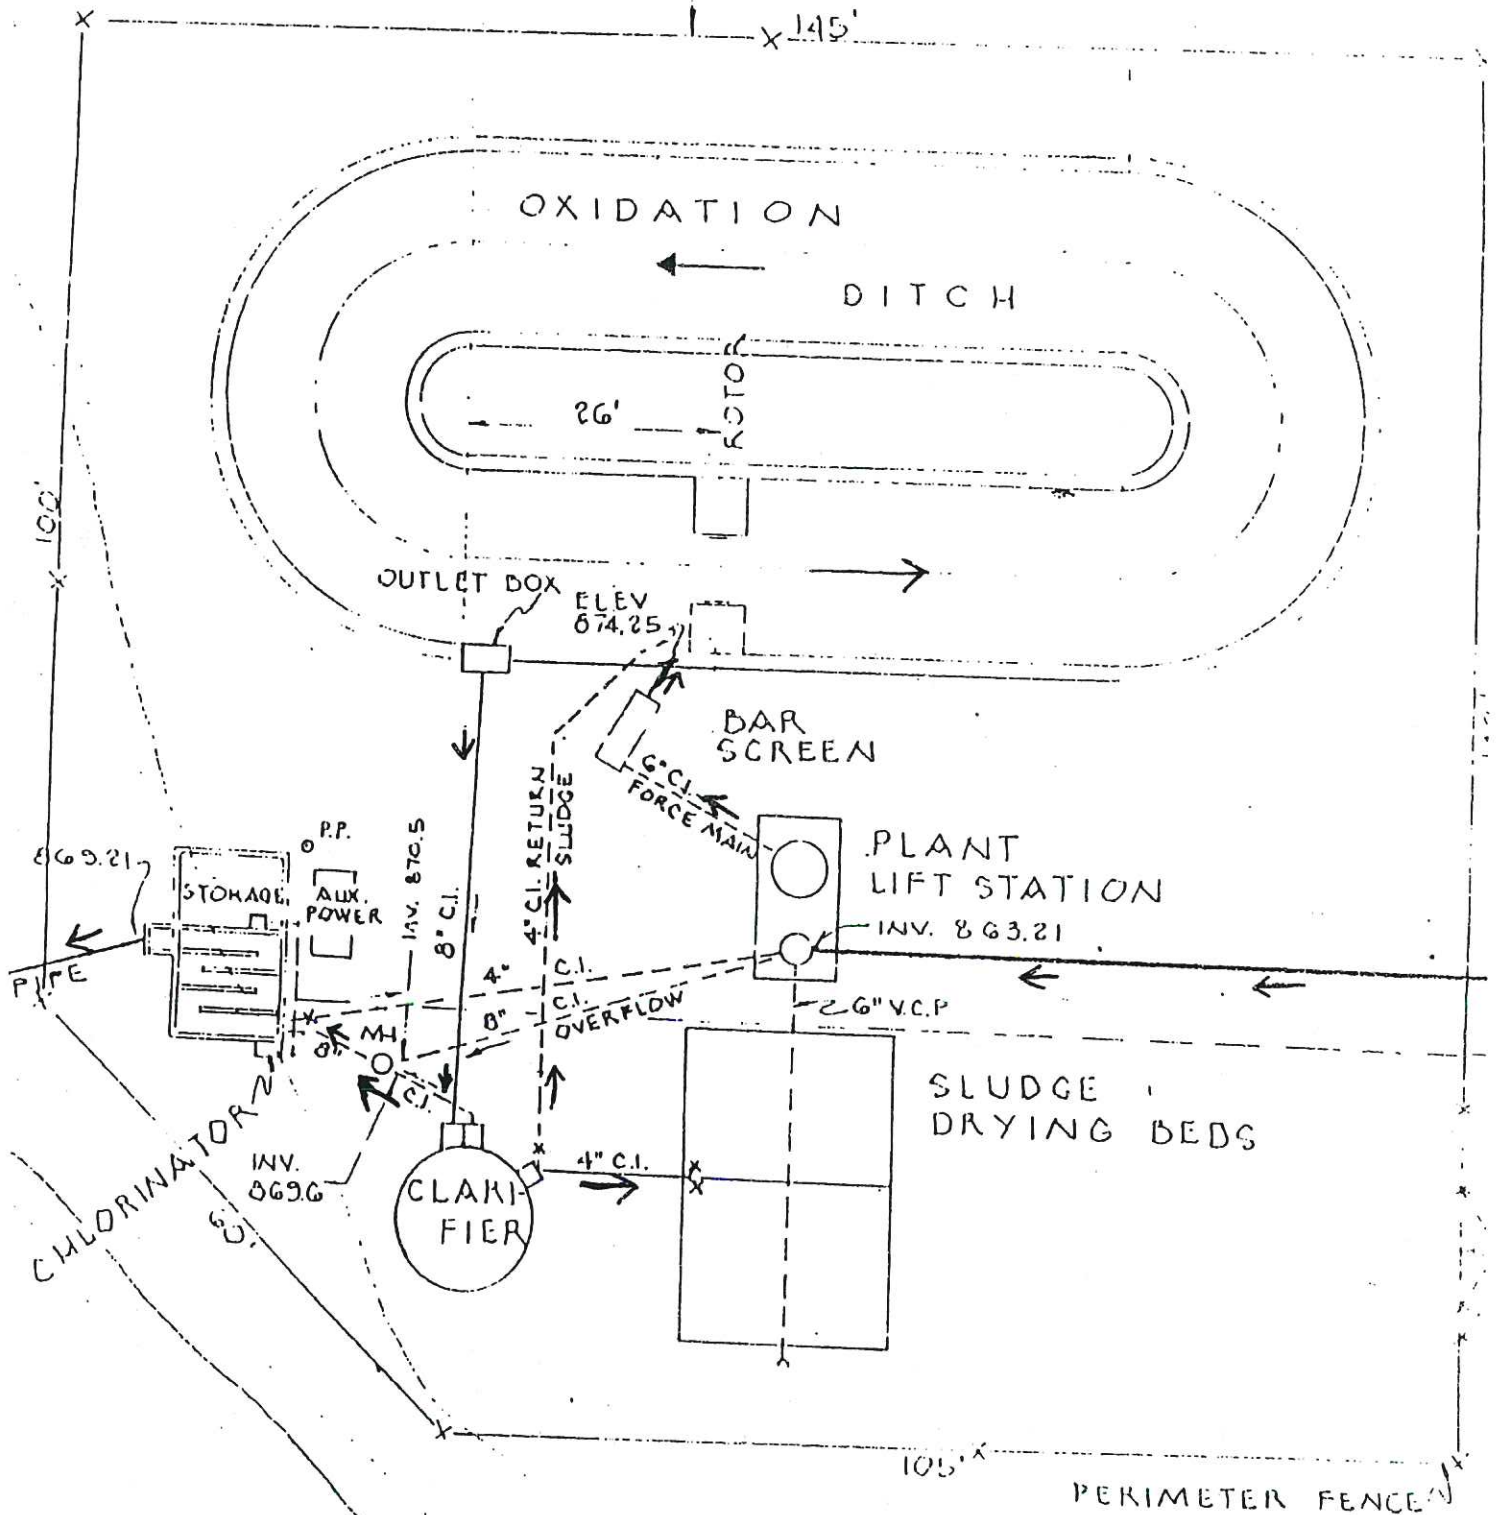 145'
OXIDATION
DITCH
ROTOR
26'
100'
OUTLET BOX
ELEV
874.25
BAR
SCREEN
6" C.I.
FORCE MAIN
4" C.I. RETURN
SLUDGE
8" C.I.
INV. 870.5
P.P.
869.21
STORAGE
AUX.
POWER
PLANT
LIFT STATION
INV. 863.21
PIPE
4" C.I.
8" C.I.
OVERFLOW
6" V.C.P
MH
8"
C.I.
SLUDGE
DRYING BEDS
CHLORINATOR
INV.
869.6
4" C.I.
CLARI-
FIER
60'
105'
PERIMETER FENCE